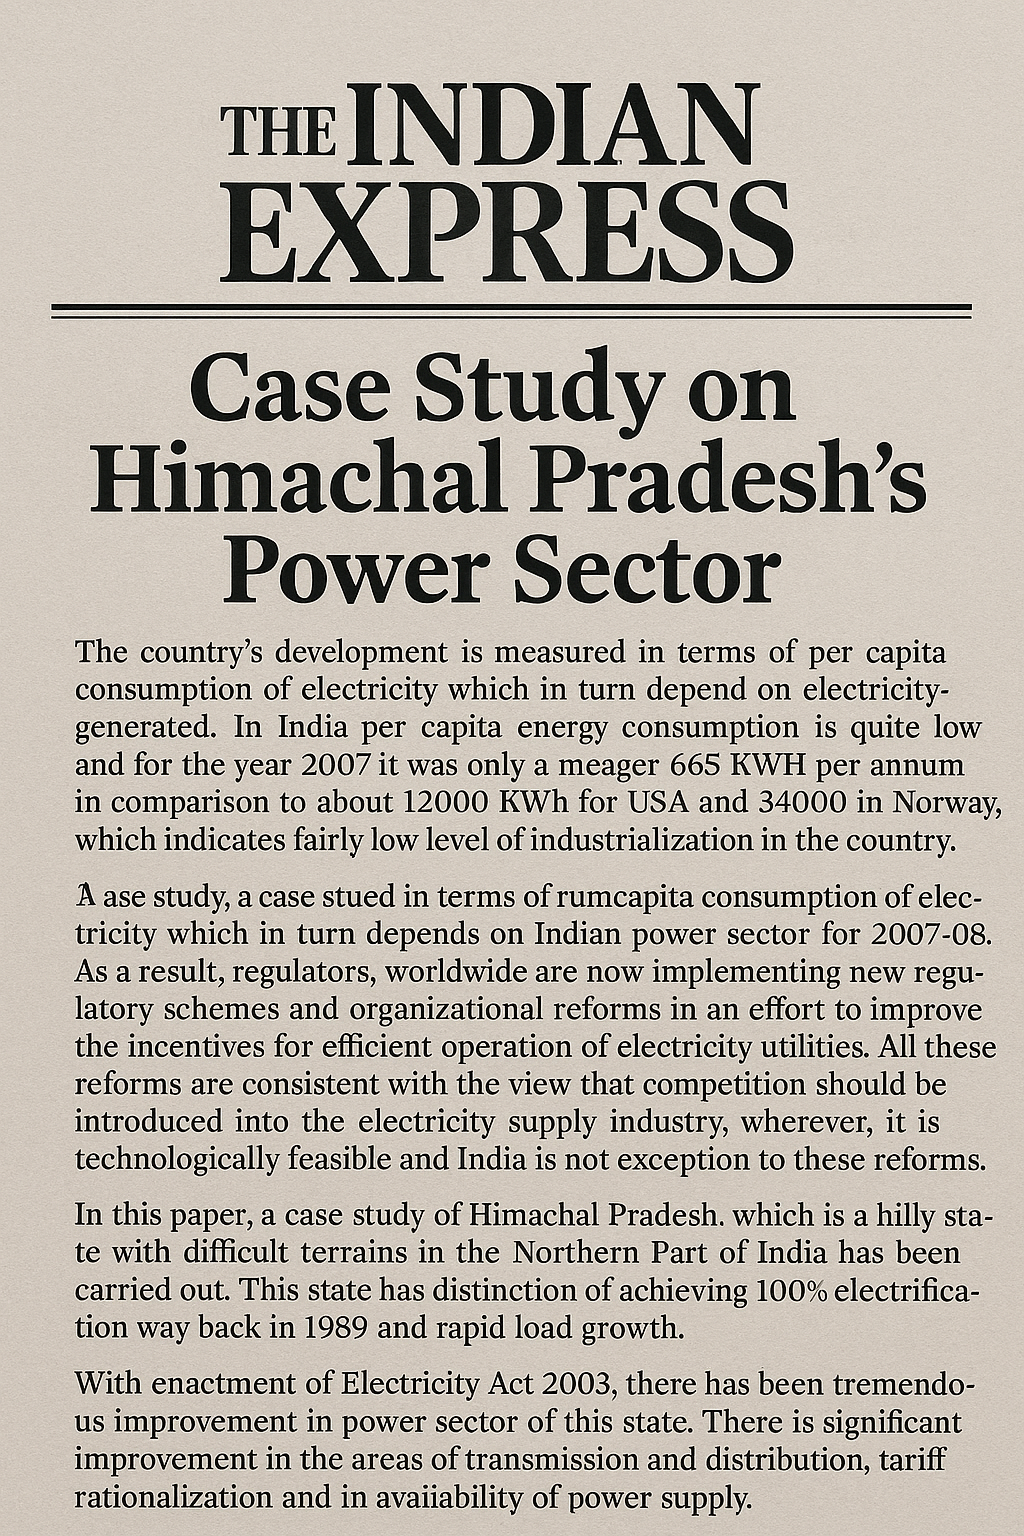 THE INDIAN
EXPRESS
Case Study on
Himachal Pradesh's
Power Sector
The country's development is measured in terms of per capita
consumption of electricity which in turn depend on electricity-
generated. In India per capita energy consumption is quite low
and for the year 2007 it was only a meager 665 KWH per annum
in comparison to about 12000 KWh for USA and 34000 in Norway,
which indicates fairly low level of industrialization in the country.
A ase study, a case stued in terms of rumcapita consumption of elec-
tricity which in turn depends on Indian power sector for 2007-08.
As a result, regulators, worldwide are now implementing new regu-
latory schemes and organizational reforms in an effort to improve
the incentives for efficient operation of electricity utilities. All these
reforms are consistent with the view that competition should be
introduced into the electricity supply industry, wherever, it is
technologically feasible and India is not exception to these reforms.
In this paper, a case study of Himachal Pradesh. which is a hilly sta-
te with difficult terrains in the Northern Part of India has been
carried out. This state has distinction of achieving 100% electrifica-
tion way back in 1989 and rapid load growth.
With enactment of Electricity Act 2003, there has been tremendo-
us improvement in power sector of this state. There is significant
improvement in the areas of transmission and distribution, tariff
rationalization and in avaiiability of power supply.